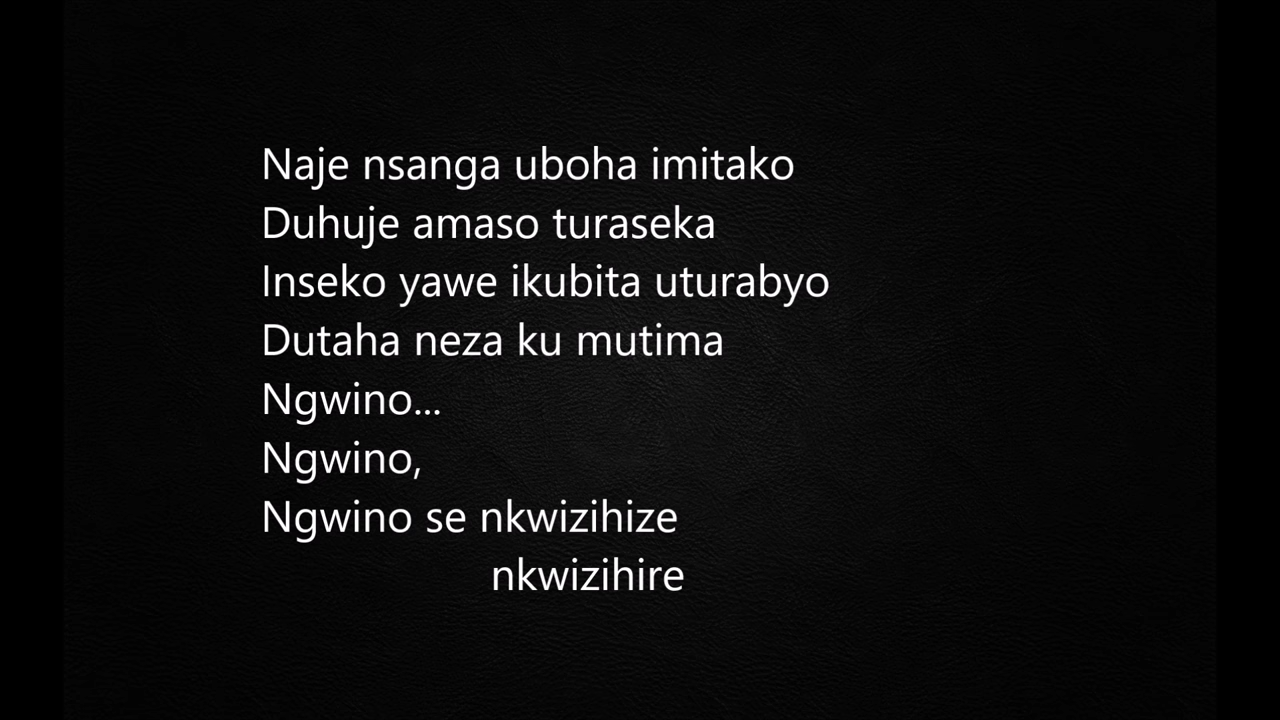 Naje nsanga uboha imitako
Duhuje amaso turaseka
Inseko yawe ikubita uturabyo
Dutaha neza ku mutima
Ngwino...
Ngwino,
Ngwino se nkwizihize
nkwizihire